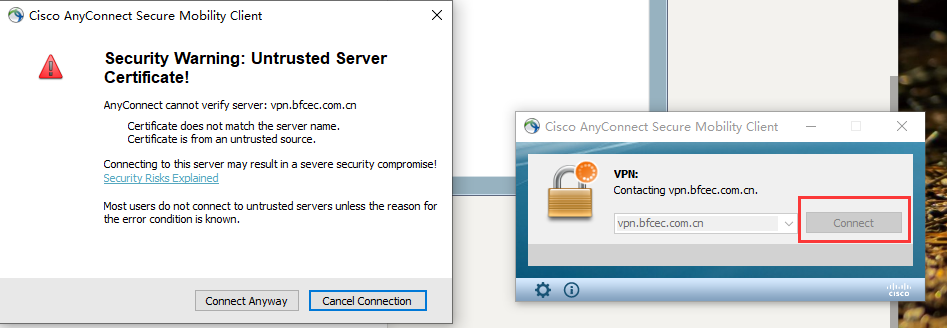 Cisco AnyConnect Secure Mobility Client
Security Warning: Untrusted Server
Certificate!
AnyConnect cannot verify server: vpn.bfcec.com.cn
Certificate does not match the server name.
Certificate is from an untrusted source.
Connecting to this server may result in a severe security compromise!
Security Risks Explained
Most users do not connect to untrusted servers unless the reason for
the error condition is known.
Connect Anyway
Cancel Connection
Cisco AnyConnect Secure Mobility Client
VPN:
Contacting vpn.bfcec.com.cn.
vpn.bfcec.com.cn
Connect
CISCO